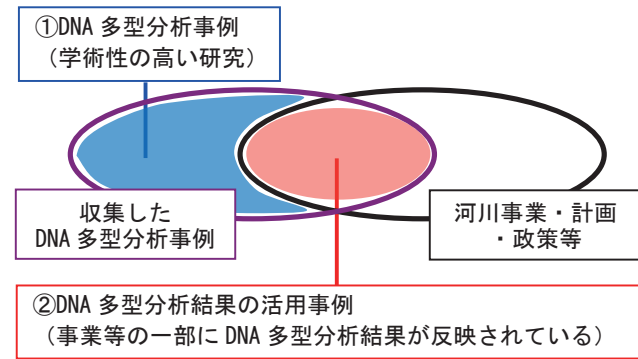 ①DNA 多型分析事例
（学術性の高い研究）
収集した
DNA 多型分析事例
河川事業・計画
・政策等
②DNA 多型分析結果の活用事例
（事業等の一部に DNA 多型分析結果が反映されている）